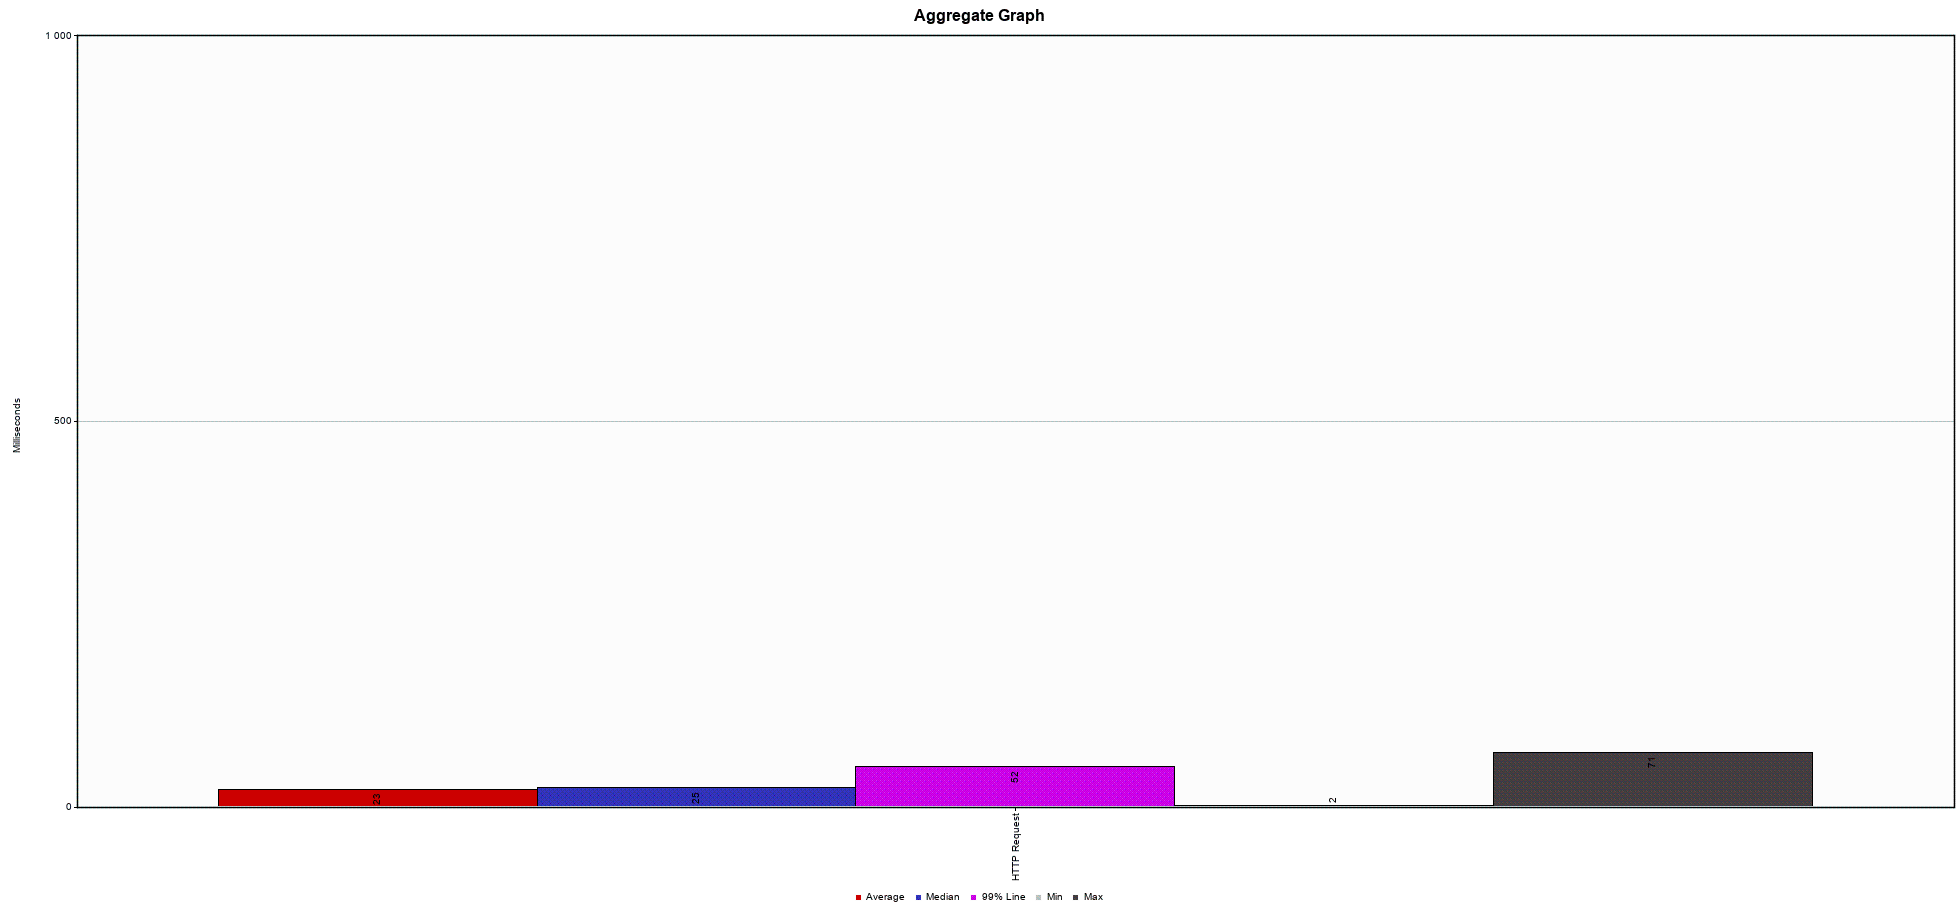 Aggregate Graph
1 000
500
0
Milliseconds
23
25
52
2
71
HTTP Request
Average Median 99% Line Min Max